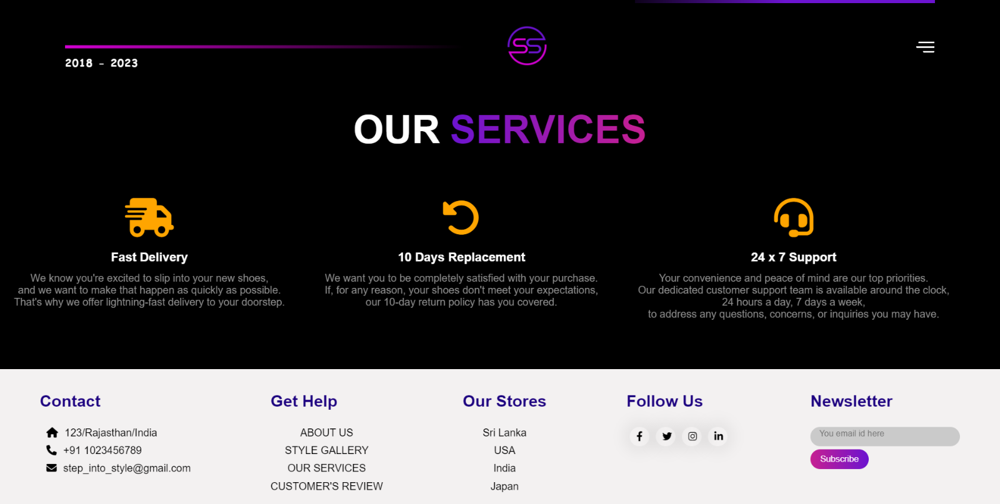 SS
2018 - 2023
OUR SERVICES
Fast Delivery
We know you're excited to slip into your new shoes,
and we want to make that happen as quickly as possible.
That's why we offer lightning-fast delivery to your doorstep.
10 Days Replacement
We want you to be completely satisfied with your purchase.
If, for any reason, your shoes don't meet your expectations,
our 10-day return policy has you covered.
24 x 7 Support
Your convenience and peace of mind are our top priorities.
Our dedicated customer support team is available around the clock,
24 hours a day, 7 days a week,
to address any questions, concerns, or inquiries you may have.
Contact
123/Rajasthan/India
+91 1023456789
step_into_style@gmail.com
Get Help
ABOUT US
STYLE GALLERY
OUR SERVICES
CUSTOMER'S REVIEW
Our Stores
Sri Lanka
USA
India
Japan
Follow Us
Newsletter
You email id here
Subscribe